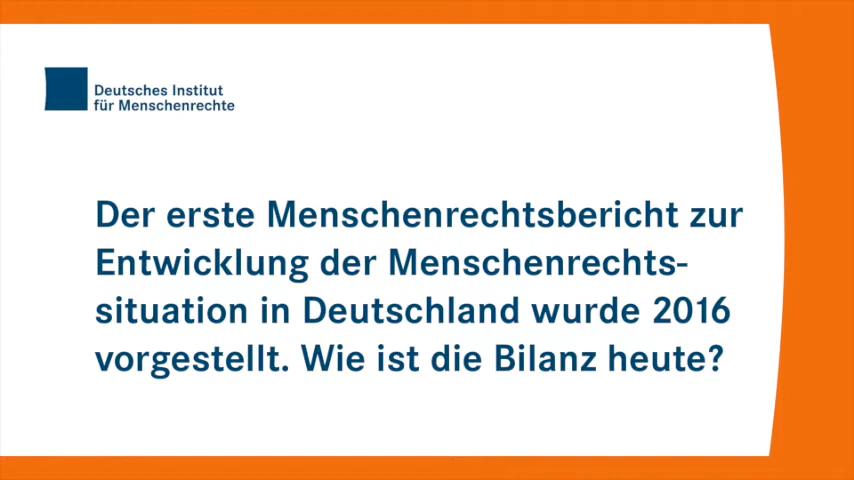 Deutsches Institut
für Menschenrechte
Der erste Menschenrechtsbericht zur
Entwicklung der Menschenrechts-
situation in Deutschland wurde 2016
vorgestellt. Wie ist die Bilanz heute?